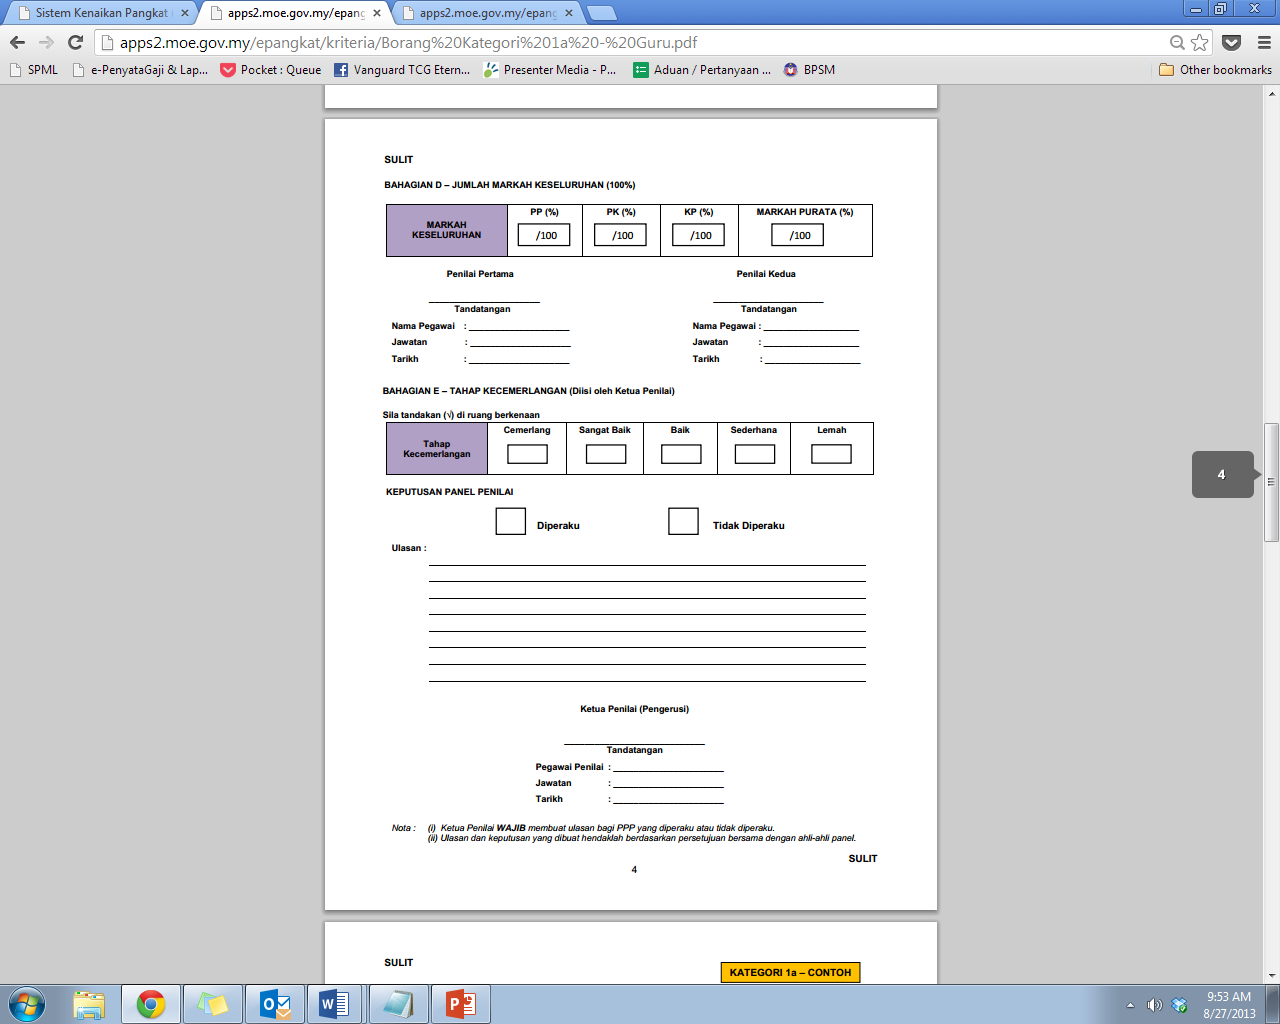 Sistem Kenaikan Pangkat
apps2.moe.gov.my/epang
apps2.moe.gov.my/epang
apps2.moe.gov.my/epangkat/kriteria/Borang%20Kategori%201a%20-%20Guru.pdf
SPML
e-PenyataGaji & Lap...
Pocket : Queue
Vanguard TCG Etern...
Presenter Media - P...
Aduan / Pertanyaan ...
BPSM
Other bookmarks
SULIT
BAHAGIAN D – JUMLAH MARKAH KESELURUHAN (100%)
MARKAH KESELURUHAN
PP (%)
PK (%)
KP (%)
MARKAH PURATA (%)
/100
/100
/100
/100
Penilai Pertama
Penilai Kedua
Tandatangan
Tandatangan
Nama Pegawai :
Nama Pegawai :
Jawatan :
Jawatan :
Tarikh :
Tarikh :
BAHAGIAN E – TAHAP KECEMERLANGAN (Diisi oleh Ketua Penilai)
Sila tandakan (√) di ruang berkenaan
Tahap Kecemerlangan
Cemerlang
Sangat Baik
Baik
Sederhana
Lemah
KEPUTUSAN PANEL PENILAI
Diperaku
Tidak Diperaku
Ulasan :
Ketua Penilai (Pengerusi)
Tandatangan
Pegawai Penilai :
Jawatan :
Tarikh :
Nota : (i) Ketua Penilai WAJIB membuat ulasan bagi PPP yang diperaku atau tidak diperaku.
(ii) Ulasan dan keputusan yang dibuat hendaklah berdasarkan persetujuan bersama dengan ahli-ahli panel.
SULIT
4
4
SULIT
KATEGORI 1a – CONTOH
9:53 AM
8/27/2013